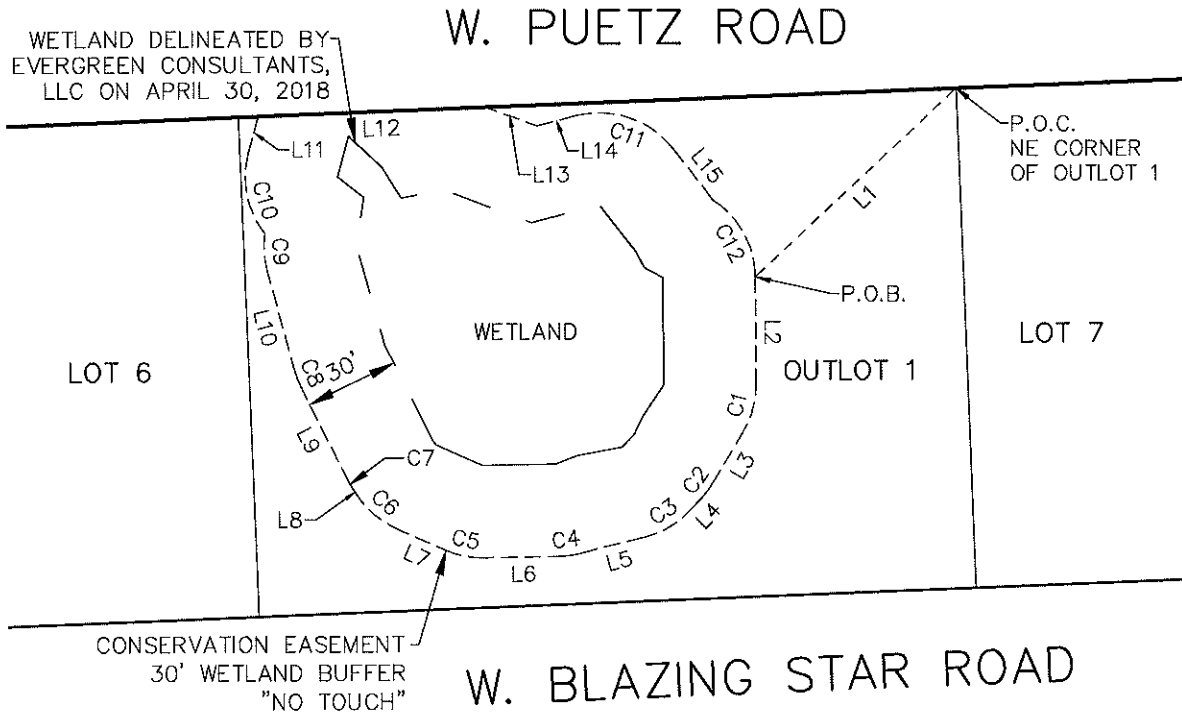 W. PUETZ ROAD
WETLAND DELINEATED BY
EVERGREEN CONSULTANTS,
LLC ON APRIL 30, 2018
L12
L11
L13
L14
C11
L15
P.O.C.
NE CORNER
OF OUTLOT 1
L1
C10
C9
C12
P.O.B.
L10
WETLAND
L2
LOT 7
LOT 6
C8
30'
OUTLOT 1
C1
L9
C7
L3
C2
L8
C6
L4
C3
L7
C5
C4
L5
L6
CONSERVATION EASEMENT
30' WETLAND BUFFER
"NO TOUCH"
W. BLAZING STAR ROAD